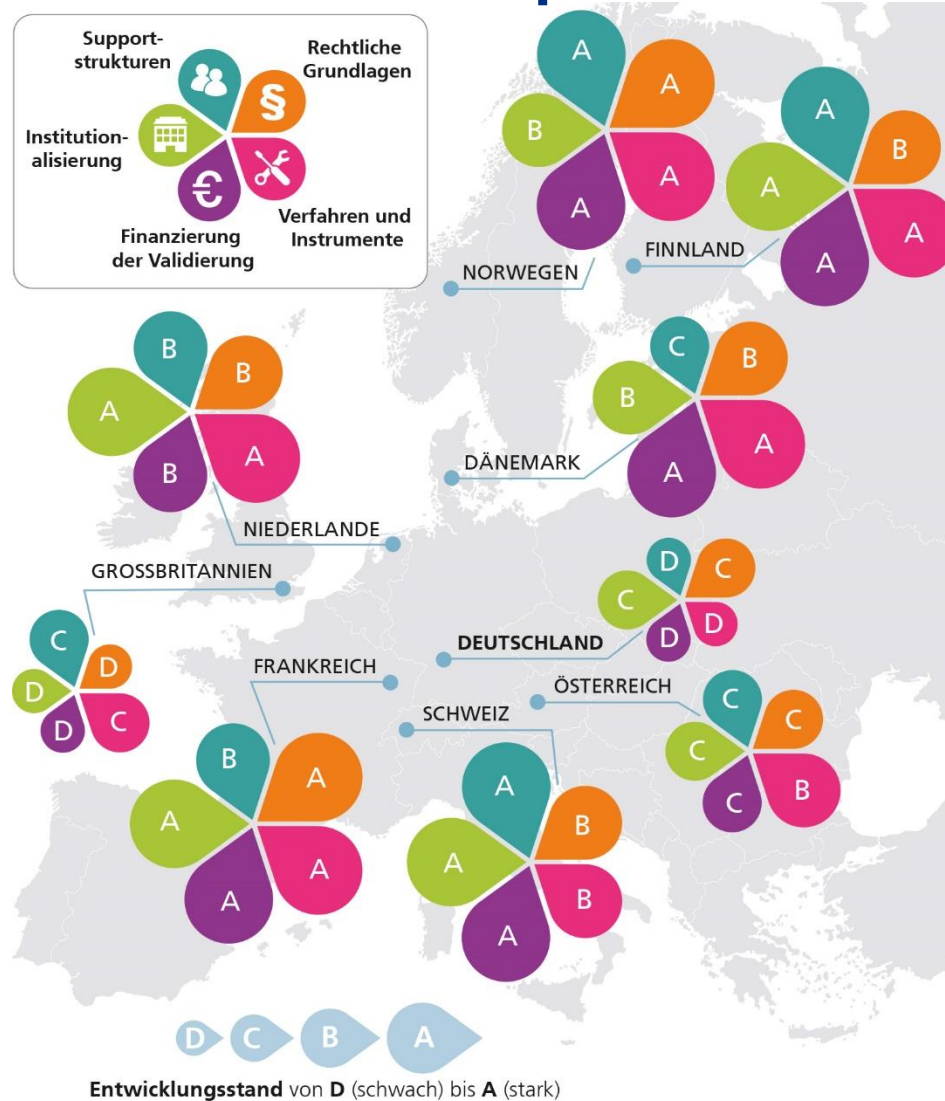 Support-
strukturen
Rechtliche
Grundlagen
§
Institution-
alisierung
€
Finanzierung
der Validierung
Verfahren und
Instrumente
A
A
B
A
A
NORWEGEN
A
B
A
A
A
FINNLAND
B
B
A
B
A
NIEDERLANDE
C
B
B
A
A
DÄNEMARK
GROSSBRITANNIEN
C
D
D
D
C
D
C
C
D
D
DEUTSCHLAND
FRANKREICH
B
A
A
A
A
ÖSTERREICH
C
C
C
C
B
SCHWEIZ
A
B
A
A
B
D
C
B
A
Entwicklungsstand von D (schwach) bis A (stark)